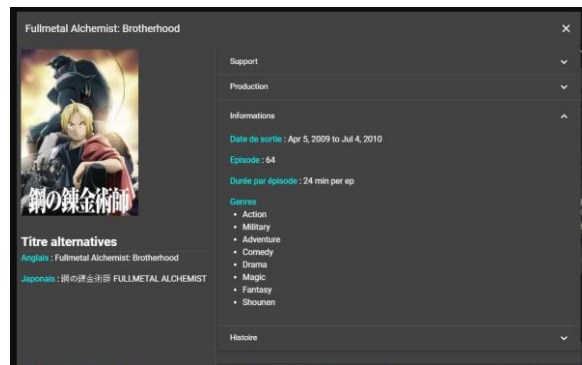 Fullmetal Alchemist: Brotherhood
鋼の錬金術師
Titre alternatives
Anglais : Fullmetal Alchemist: Brotherhood
Japonais : 鋼の錬金術師 FULLMETAL ALCHEMIST
Support
Production
Informations
Date de sortie : Apr 5, 2009 to Jul 4, 2010
Episode : 64
Durée par épisode : 24 min per ep
Genres
• Action
• Military
• Adventure
• Comedy
• Drama
• Magic
• Fantasy
• Shounen
Histoire